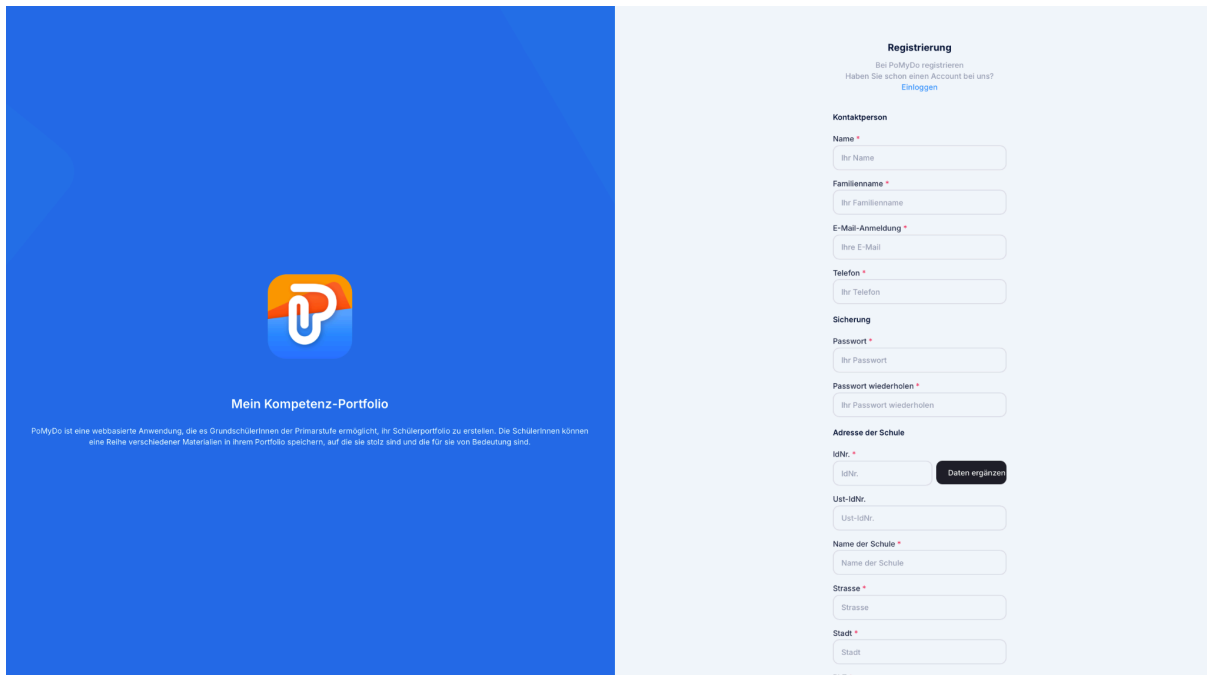 Mein Kompetenz-Portfolio
PoMyDo ist eine webbasierte Anwendung, die es GrundschülerInnen der Primarstufe ermöglicht, ihr Schülerportfolio zu erstellen. Die SchülerInnen können
eine Reihe verschiedener Materialien in ihrem Portfolio speichern, auf die sie stolz sind und die für sie von Bedeutung sind.
Registrierung
Bei PoMyDo registrieren
Haben Sie schon einen Account bei uns?
Einloggen
Kontaktperson
Name *
Ihr Name
Familienname *
Ihr Familienname
E-Mail-Anmeldung *
Ihre E-Mail
Telefon *
Ihr Telefon
Sicherung
Passwort *
Ihr Passwort
Passwort wiederholen *
Ihr Passwort wiederholen
Adresse der Schule
IdNr. *
IdNr.
Daten ergänzen
Ust-IdNr.
Ust-IdNr.
Name der Schule *
Name der Schule
Strasse *
Strasse
Stadt *
Stadt